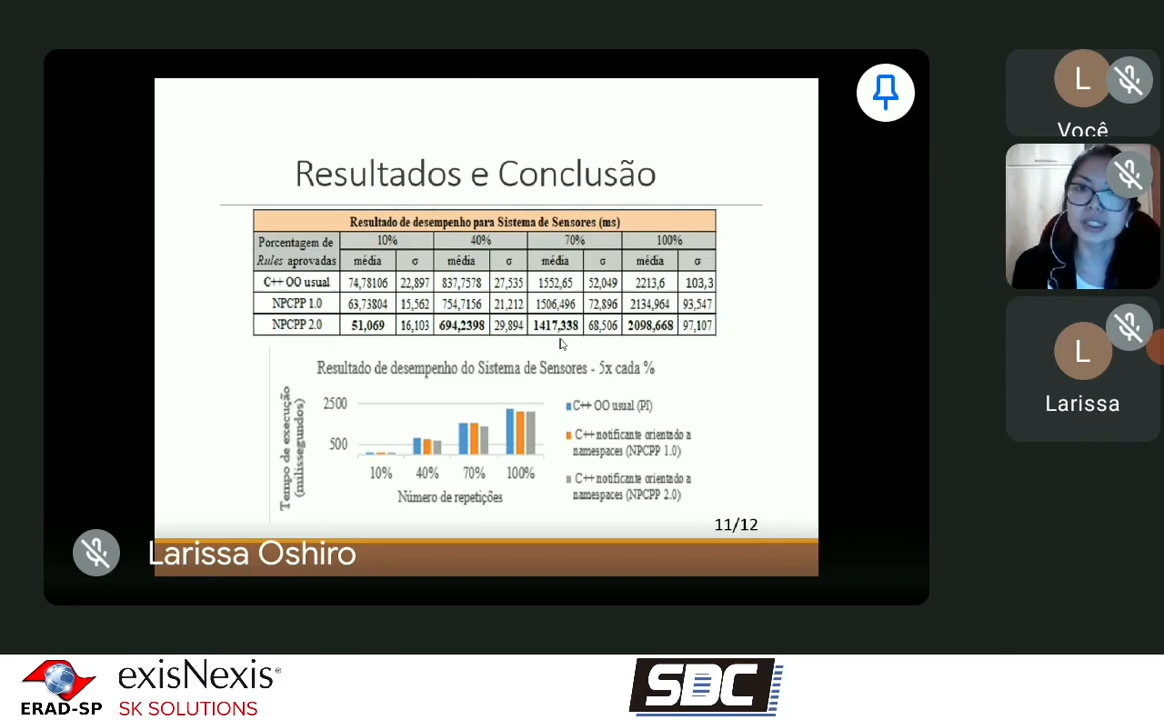 Resultados e Conclusão
Resultado de desempenho para Sistema de Sensores (ms)
Porcentagem de Rules aprovadas 10% 40% 70% 100%
média σ média σ média σ média σ
C++ OO usual 74,78106 22,897 837,7578 27,535 1552,65 52,049 2213,6 103,3
NPCPP 1.0 63,73804 15,562 754,7156 21,212 1506,496 72,896 2134,964 93,547
NPCPP 2.0 51,069 16,103 694,2398 29,894 1417,338 68,506 2098,668 97,107
Resultado de desempenho do Sistema de Sensores - 5x cada %
Tempo de execução
(milissegundos)
2500
500
10% 40% 70% 100%
Número de repetições
C++ OO usual (PI)
C++ notificante orientado a
namespaces (NPCPP 1.0)
C++ notificante orientado a
namespaces (NPCPP 2.0)
11/12
Larissa Oshiro
L
Você
L
Larissa
ERAD-SP
exisNexis
SK SOLUTIONS
SBC